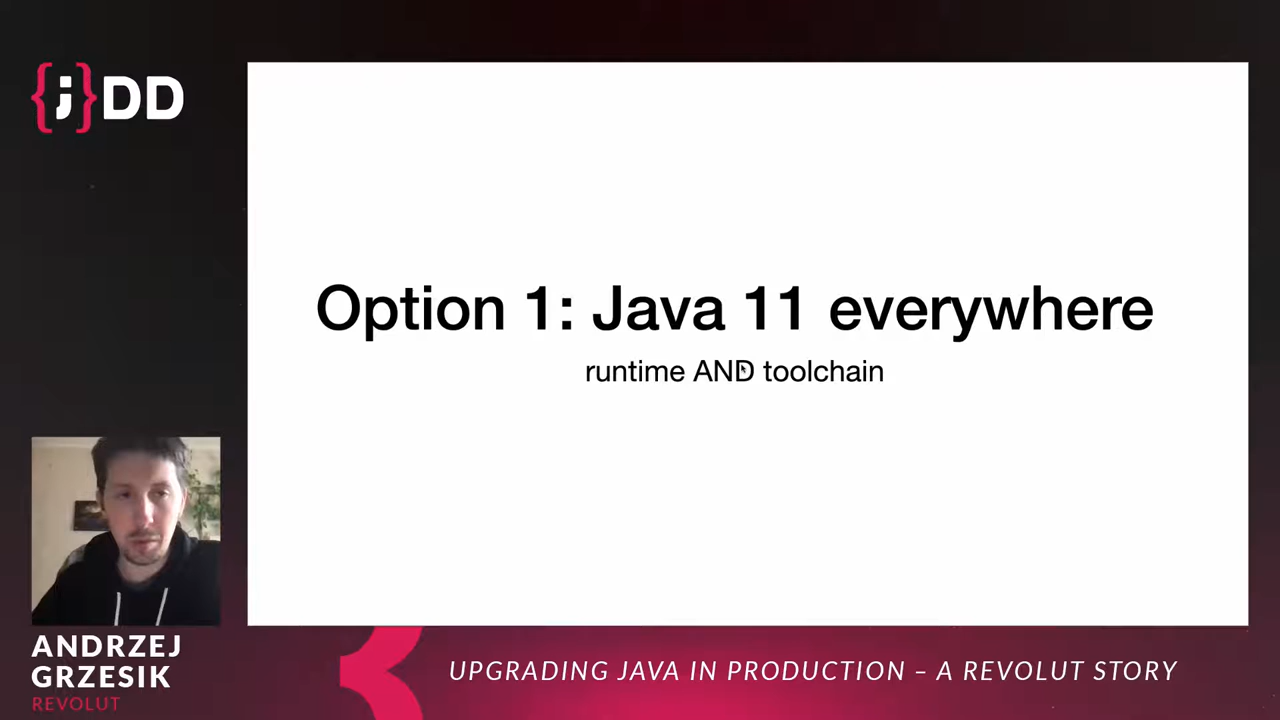 {;}DD
Option 1: Java 11 everywhere
runtime AND toolchain
ANDRZEJ
GRZESIK
REVOLUT
UPGRADING JAVA IN PRODUCTION – A REVOLUT STORY